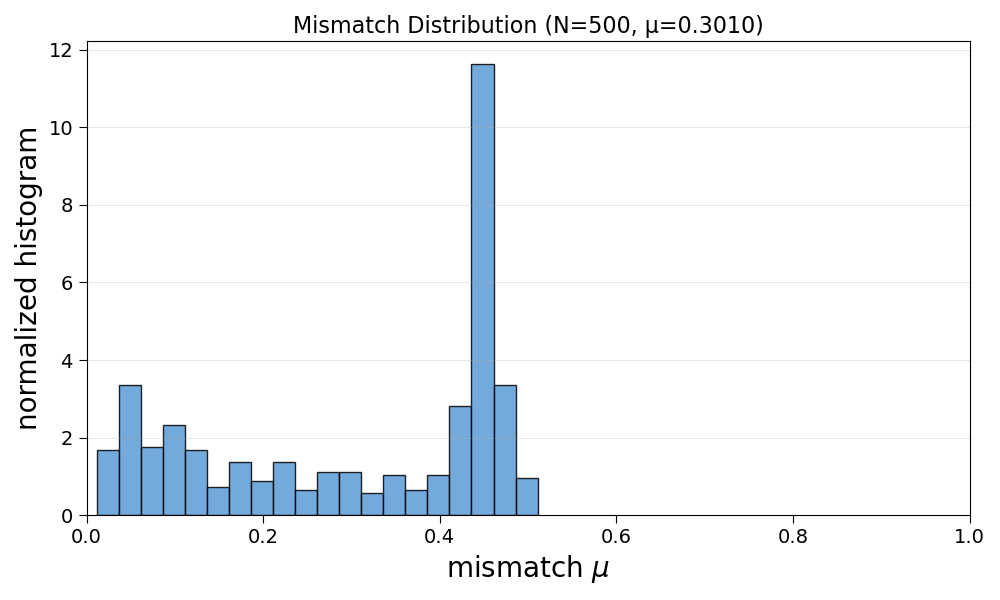 Mismatch Distribution (N=500, μ=0.3010)
normalized histogram
12
10
8
6
4
2
0
0.0 0.2 0.4 0.6 0.8 1.0
mismatch μ